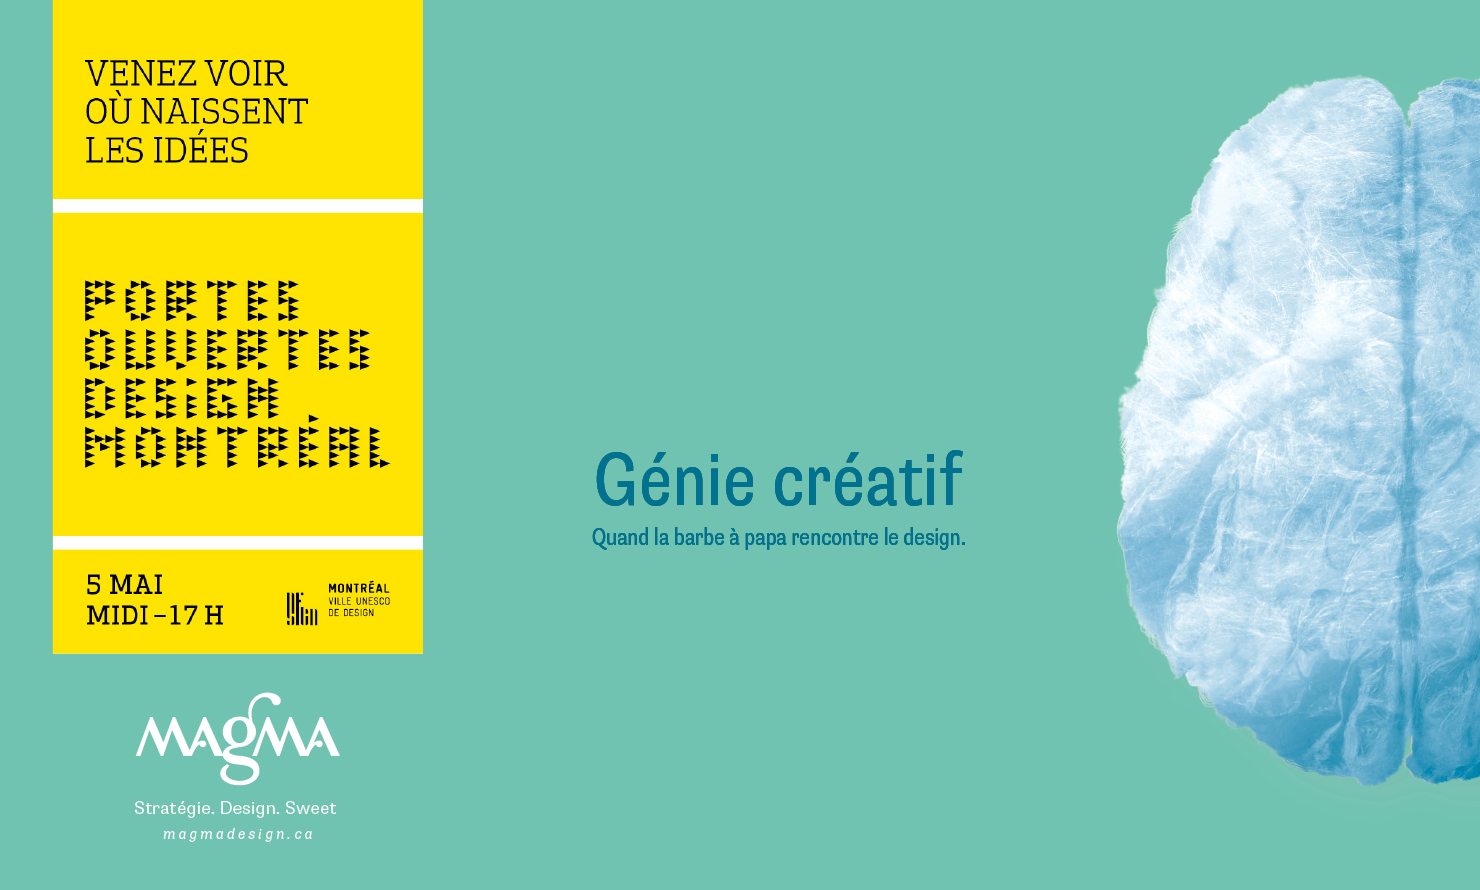 VENEZ VOIR
OÙ NAISSENT
LES IDÉES
PORTES
OUVERTES
DESiGN
MONTRÉAL
5 MAI
MIDI – 17 H
MONTRÉAL
VILLE UNESCO
DE DESIGN
MAgMA
Stratégie. Design. Sweet
magmadesign.ca
Génie créatif
Quand la barbe à papa rencontre le design.